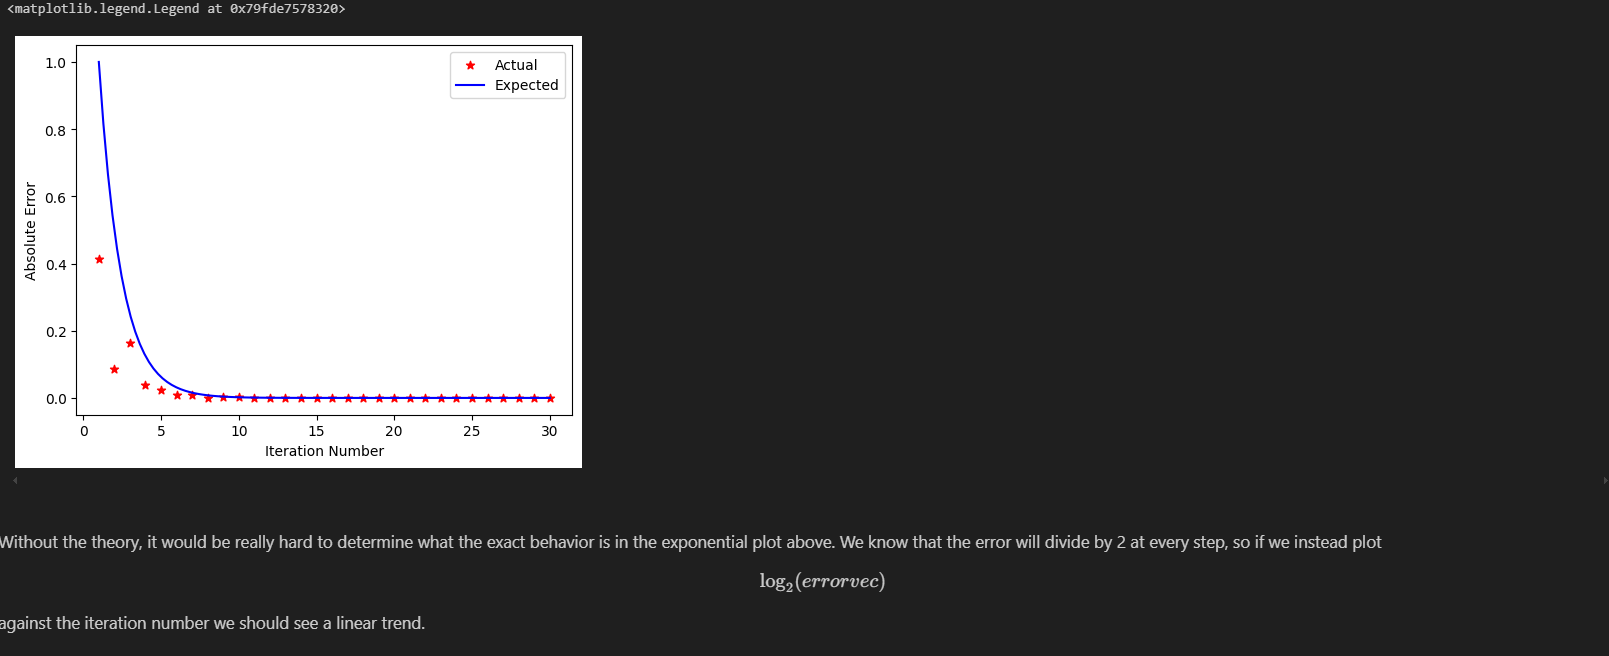 <matplotlib.legend.Legend at 0x79fde7578320>
1.0
Actual
Expected
0.8
0.6
Absolute Error
0.4
0.2
0.0
0 5 10 15 20 25 30
Iteration Number
Without the theory, it would be really hard to determine what the exact behavior is in the exponential plot above. We know that the error will divide by 2 at every step, so if we instead plot
log₂(errorvec)
against the iteration number we should see a linear trend.